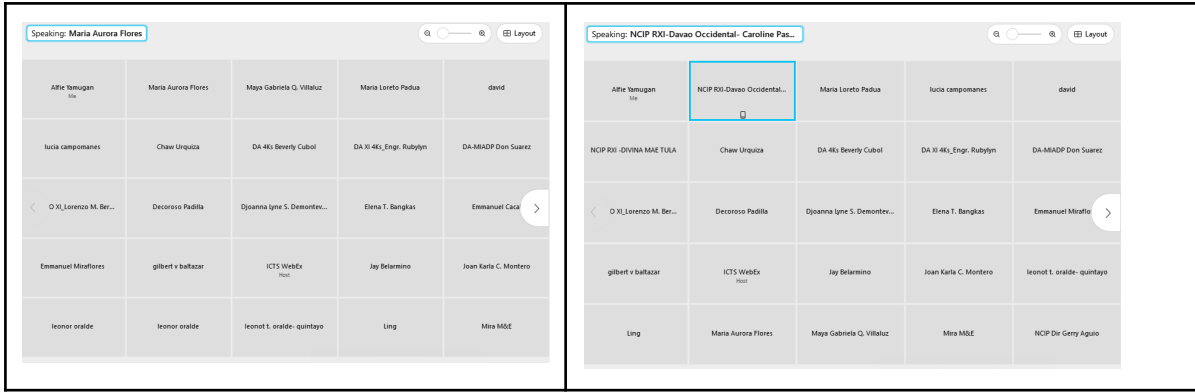 Speaking: Maria Aurora Flores
Layout
Alfie Yamugan
Me
Maria Aurora Flores
Maya Gabriela Q. Villaluz
Maria Loreto Padua
david
lucia campomanes
Chaw Urquiza
DA 4Ks Beverly Cubol
DA XI 4Ks_Engr. Rubylyn
DA-MIADP Don Suarez
O XI_Lorenzo M. Ber...
Decoroso Padilla
Djoanna Lyne S. Demontev...
Elena T. Bangkas
Emmanuel Caca
Emmanuel Miraflores
gilbert v baltazar
ICTS WebEx
Host
Jay Belarmino
Joan Karla C. Montero
leonor oralde
leonor oralde
leonot t. oralde- quintayo
Ling
Mira M&E
Speaking: NCIP RXI-Davao Occidental- Caroline Pas...
Layout
Alfie Yamugan
Me
NCIP RXI-Davao Occidental...
Maria Loreto Padua
lucia campomanes
david
NCIP RXI -DIVINA MAE TULA
Chaw Urquiza
DA 4Ks Beverly Cubol
DA XI 4Ks_Engr. Rubylyn
DA-MIADP Don Suarez
O XI_Lorenzo M. Ber...
Decoroso Padilla
Djoanna Lyne S. Demontev...
Elena T. Bangkas
Emmanuel Miraflo
gilbert v baltazar
ICTS WebEx
Host
Jay Belarmino
Joan Karla C. Montero
leonot t. oralde- quintayo
Ling
Maria Aurora Flores
Maya Gabriela Q. Villaluz
Mira M&E
NCIP Dir Gerry Aguio